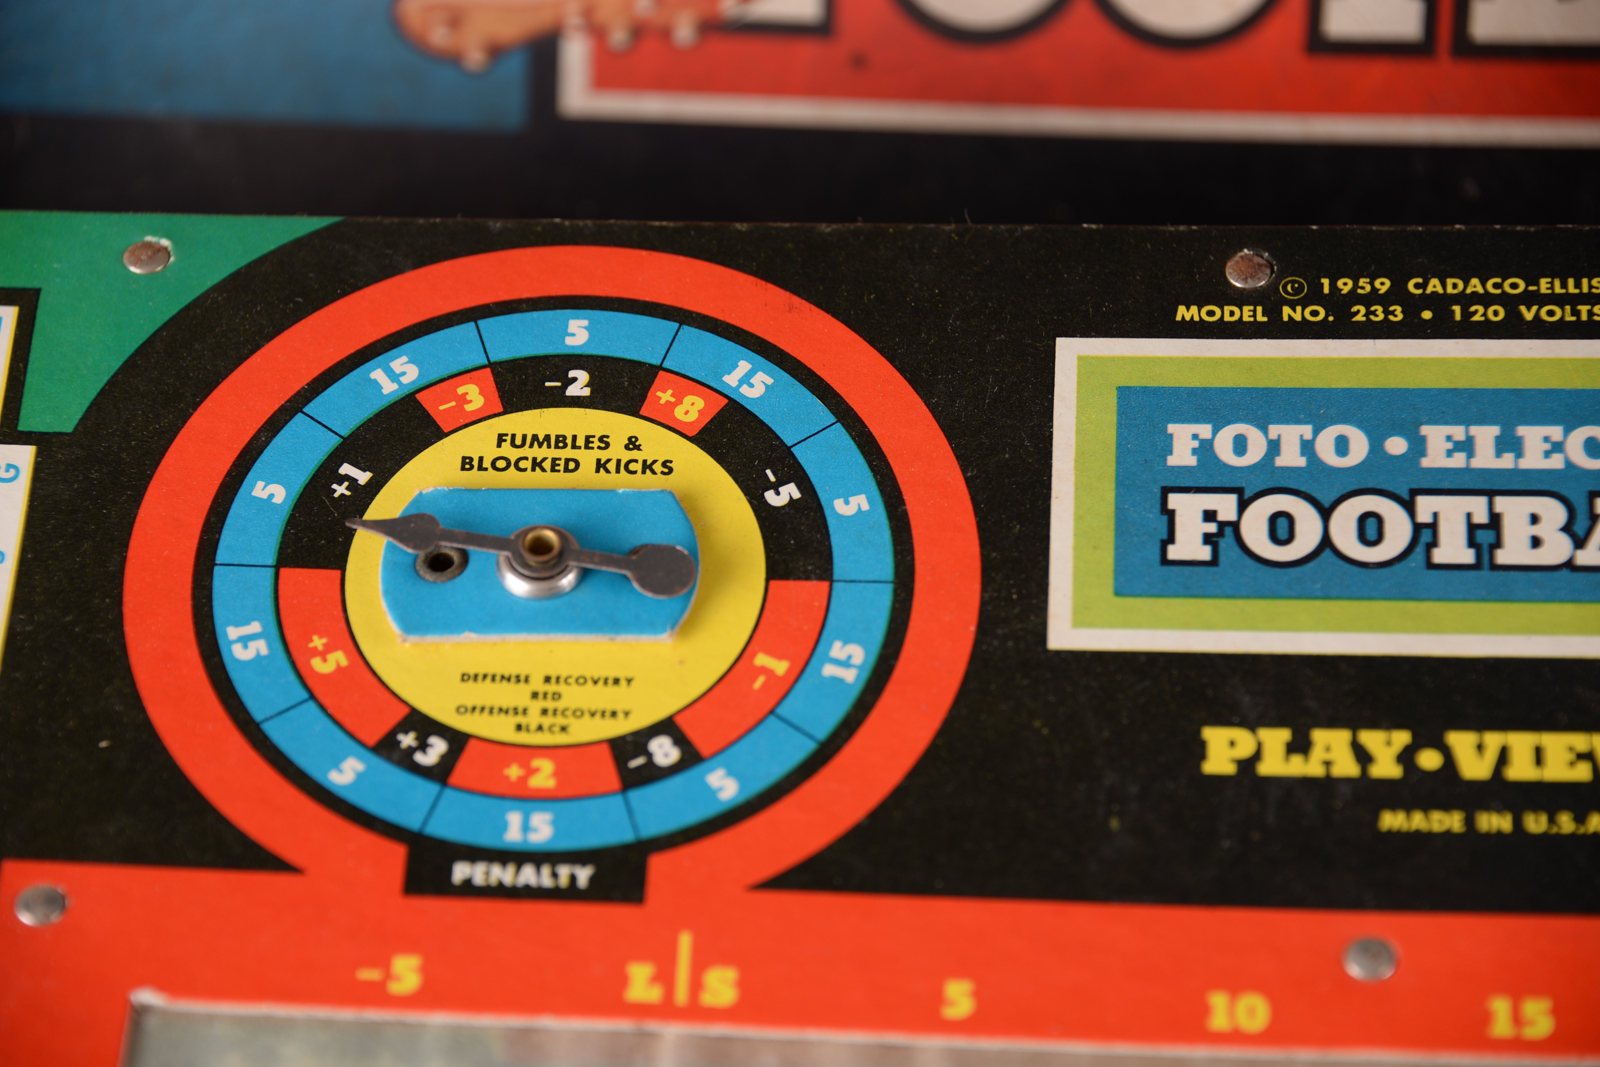 © 1959 CADACO-ELLIS
MODEL NO. 233 • 120 VOLTS
5
15
15
-2
-3
+8
FUMBLES &
BLOCKED KICKS
FOTO • ELEC
FOOTBA
+1
-5
5
5
15
+5
-1
15
DEFENSE RECOVERY
RED
OFFENSE RECOVERY
BLACK
+3
-8
+2
5
5
15
PLAY • VIEW
MADE IN U.S.A
PENALTY
-5
L|S
5
10
15
G